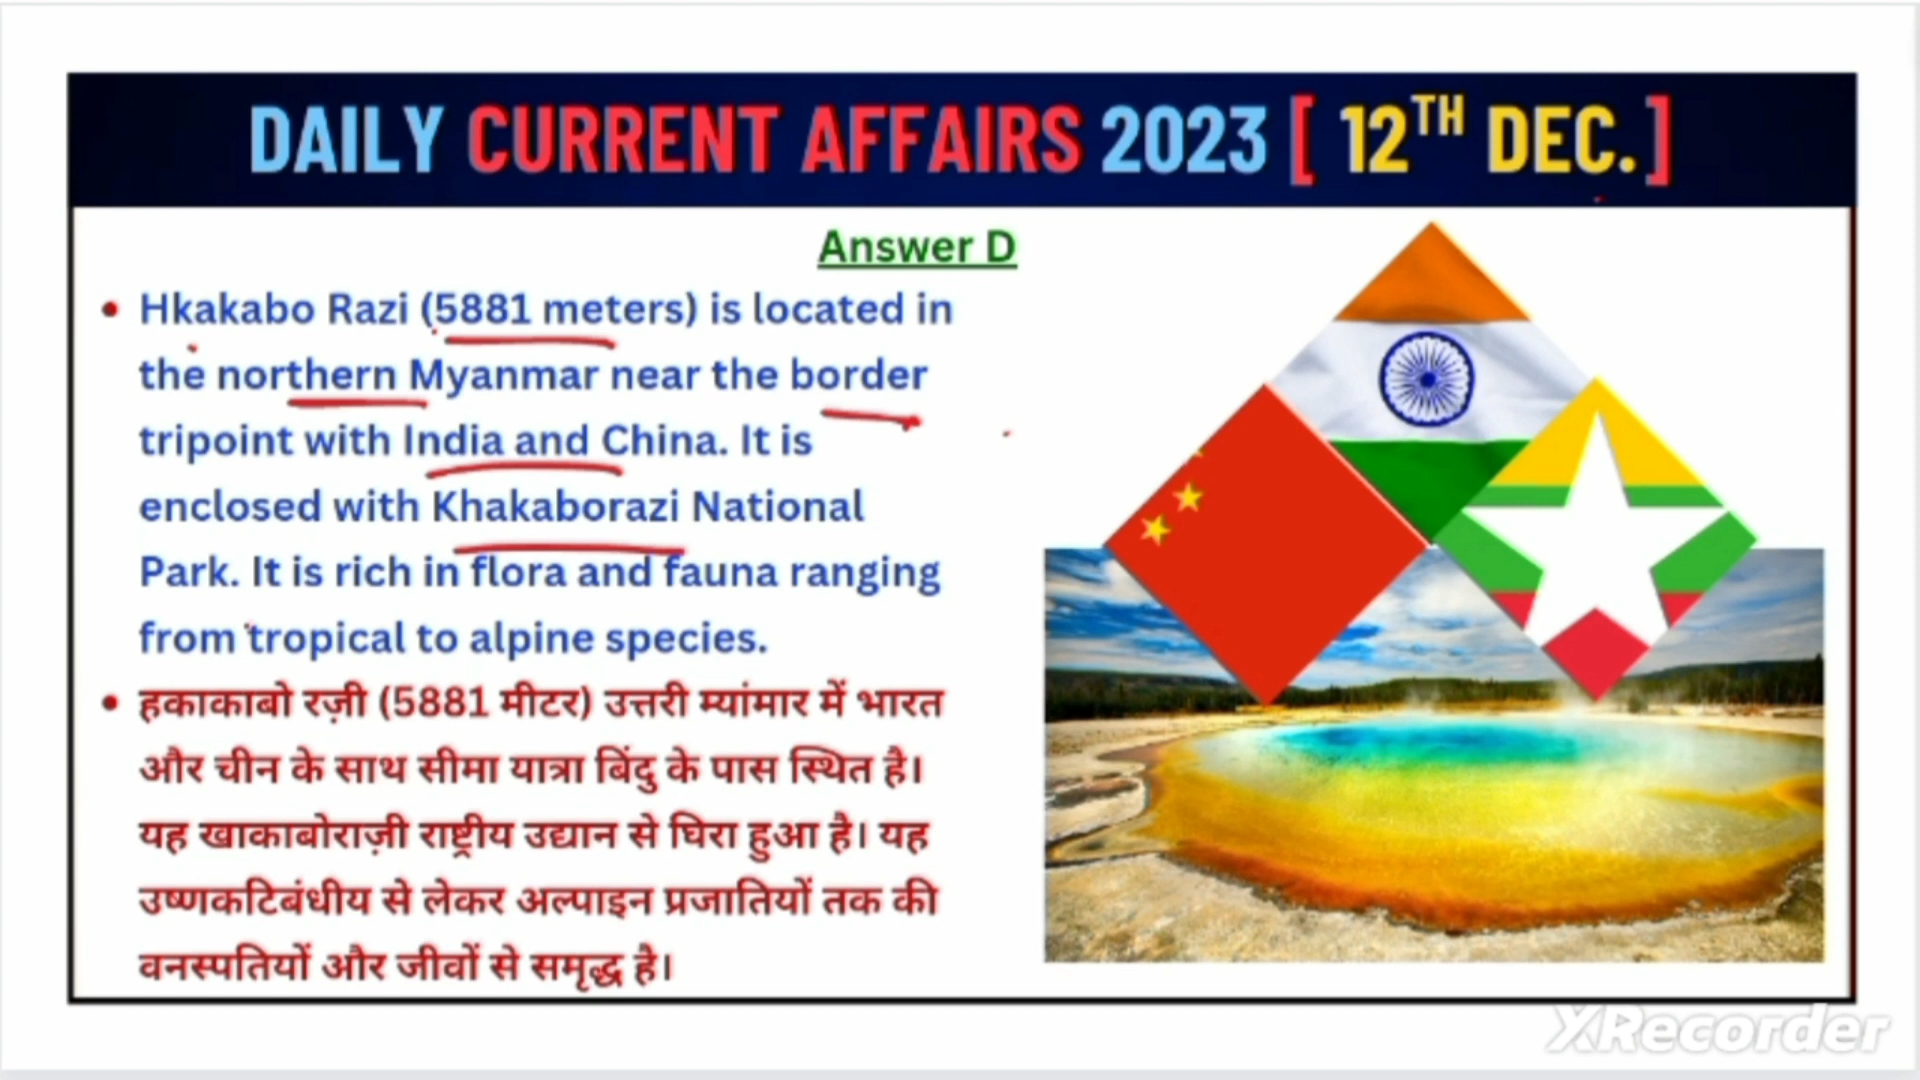 DAILY CURRENT AFFAIRS 2023 [ 12TH DEC.]
Answer D
• Hkakabo Razi (5881 meters) is located in
the northern Myanmar near the border
tripoint with India and China. It is
enclosed with Khakaborazi National
Park. It is rich in flora and fauna ranging
from tropical to alpine species.
• हकाकाबो रज़ी (5881 मीटर) उत्तरी म्यांमार में भारत
और चीन के साथ सीमा यात्रा बिंदु के पास स्थित है।
यह खाकाबोराज़ी राष्ट्रीय उद्यान से घिरा हुआ है। यह
उष्णकटिबंधीय से लेकर अल्पाइन प्रजातियों तक की
वनस्पतियों और जीवों से समृद्ध है।
XRecorder